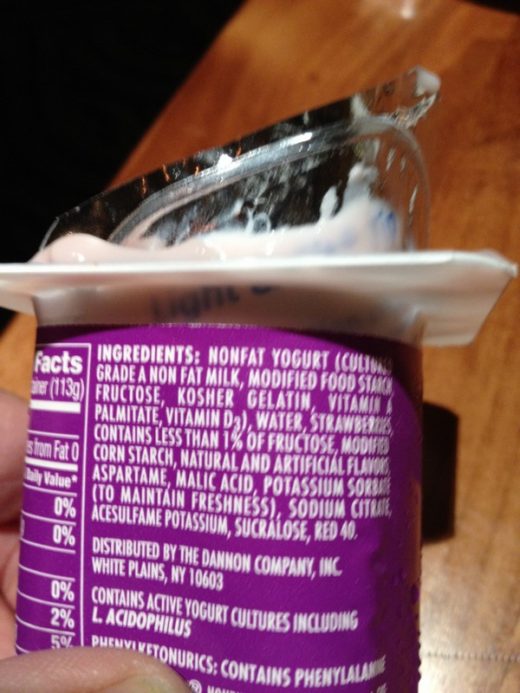 Light
Facts
(113g)
from Fat 0
Daily Value*
0%
0%
0%
2%
5%
INGREDIENTS: NONFAT YOGURT (CULTURED
GRADE A NON FAT MILK, MODIFIED FOOD STARCH
FRUCTOSE, KOSHER GELATIN, VITAMIN A
PALMITATE, VITAMIN D3), WATER, STRAWBERRIES,
CONTAINS LESS THAN 1% OF FRUCTOSE, MODIFIED
CORN STARCH, NATURAL AND ARTIFICIAL FLAVORS
ASPARTAME, MALIC ACID, POTASSIUM SORBATE
(TO MAINTAIN FRESHNESS), SODIUM CITRATE,
ACESULFAME POTASSIUM, SUCRALOSE, RED 40.
DISTRIBUTED BY THE DANNON COMPANY, INC.
WHITE PLAINS, NY 10603
CONTAINS ACTIVE YOGURT CULTURES INCLUDING
L. ACIDOPHILUS
PHENYLKETONURICS: CONTAINS PHENYLALANINE